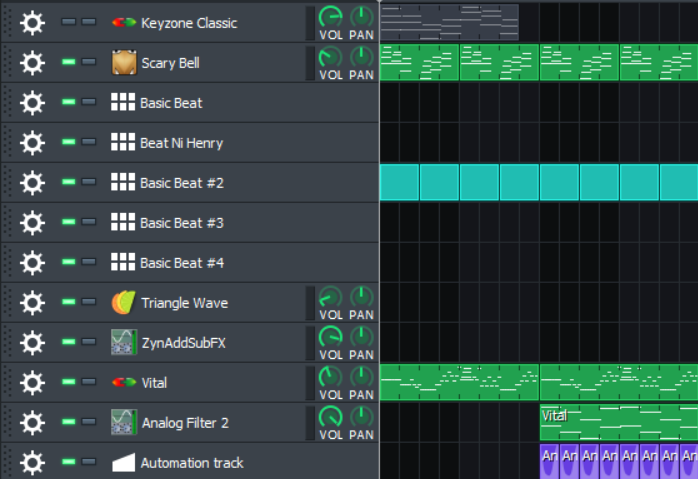 Keyzone Classic
VOL PAN
Scary Bell
VOL PAN
Basic Beat
Beat Ni Henry
Basic Beat #2
Basic Beat #3
Basic Beat #4
Triangle Wave
VOL PAN
ZynAddSubFX
VOL PAN
Vital
VOL PAN
Analog Filter 2
VOL PAN
Vital
Automation track
An An An An An An An An